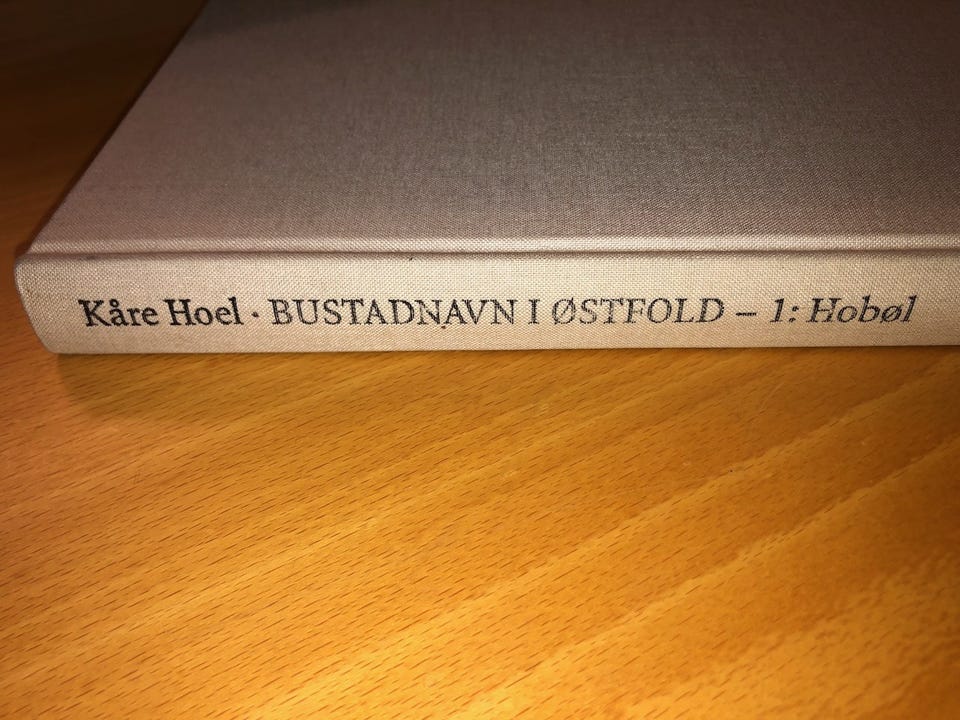 Kåre Hoel · BUSTADNAVN I ØSTFOLD – 1: Hobøl